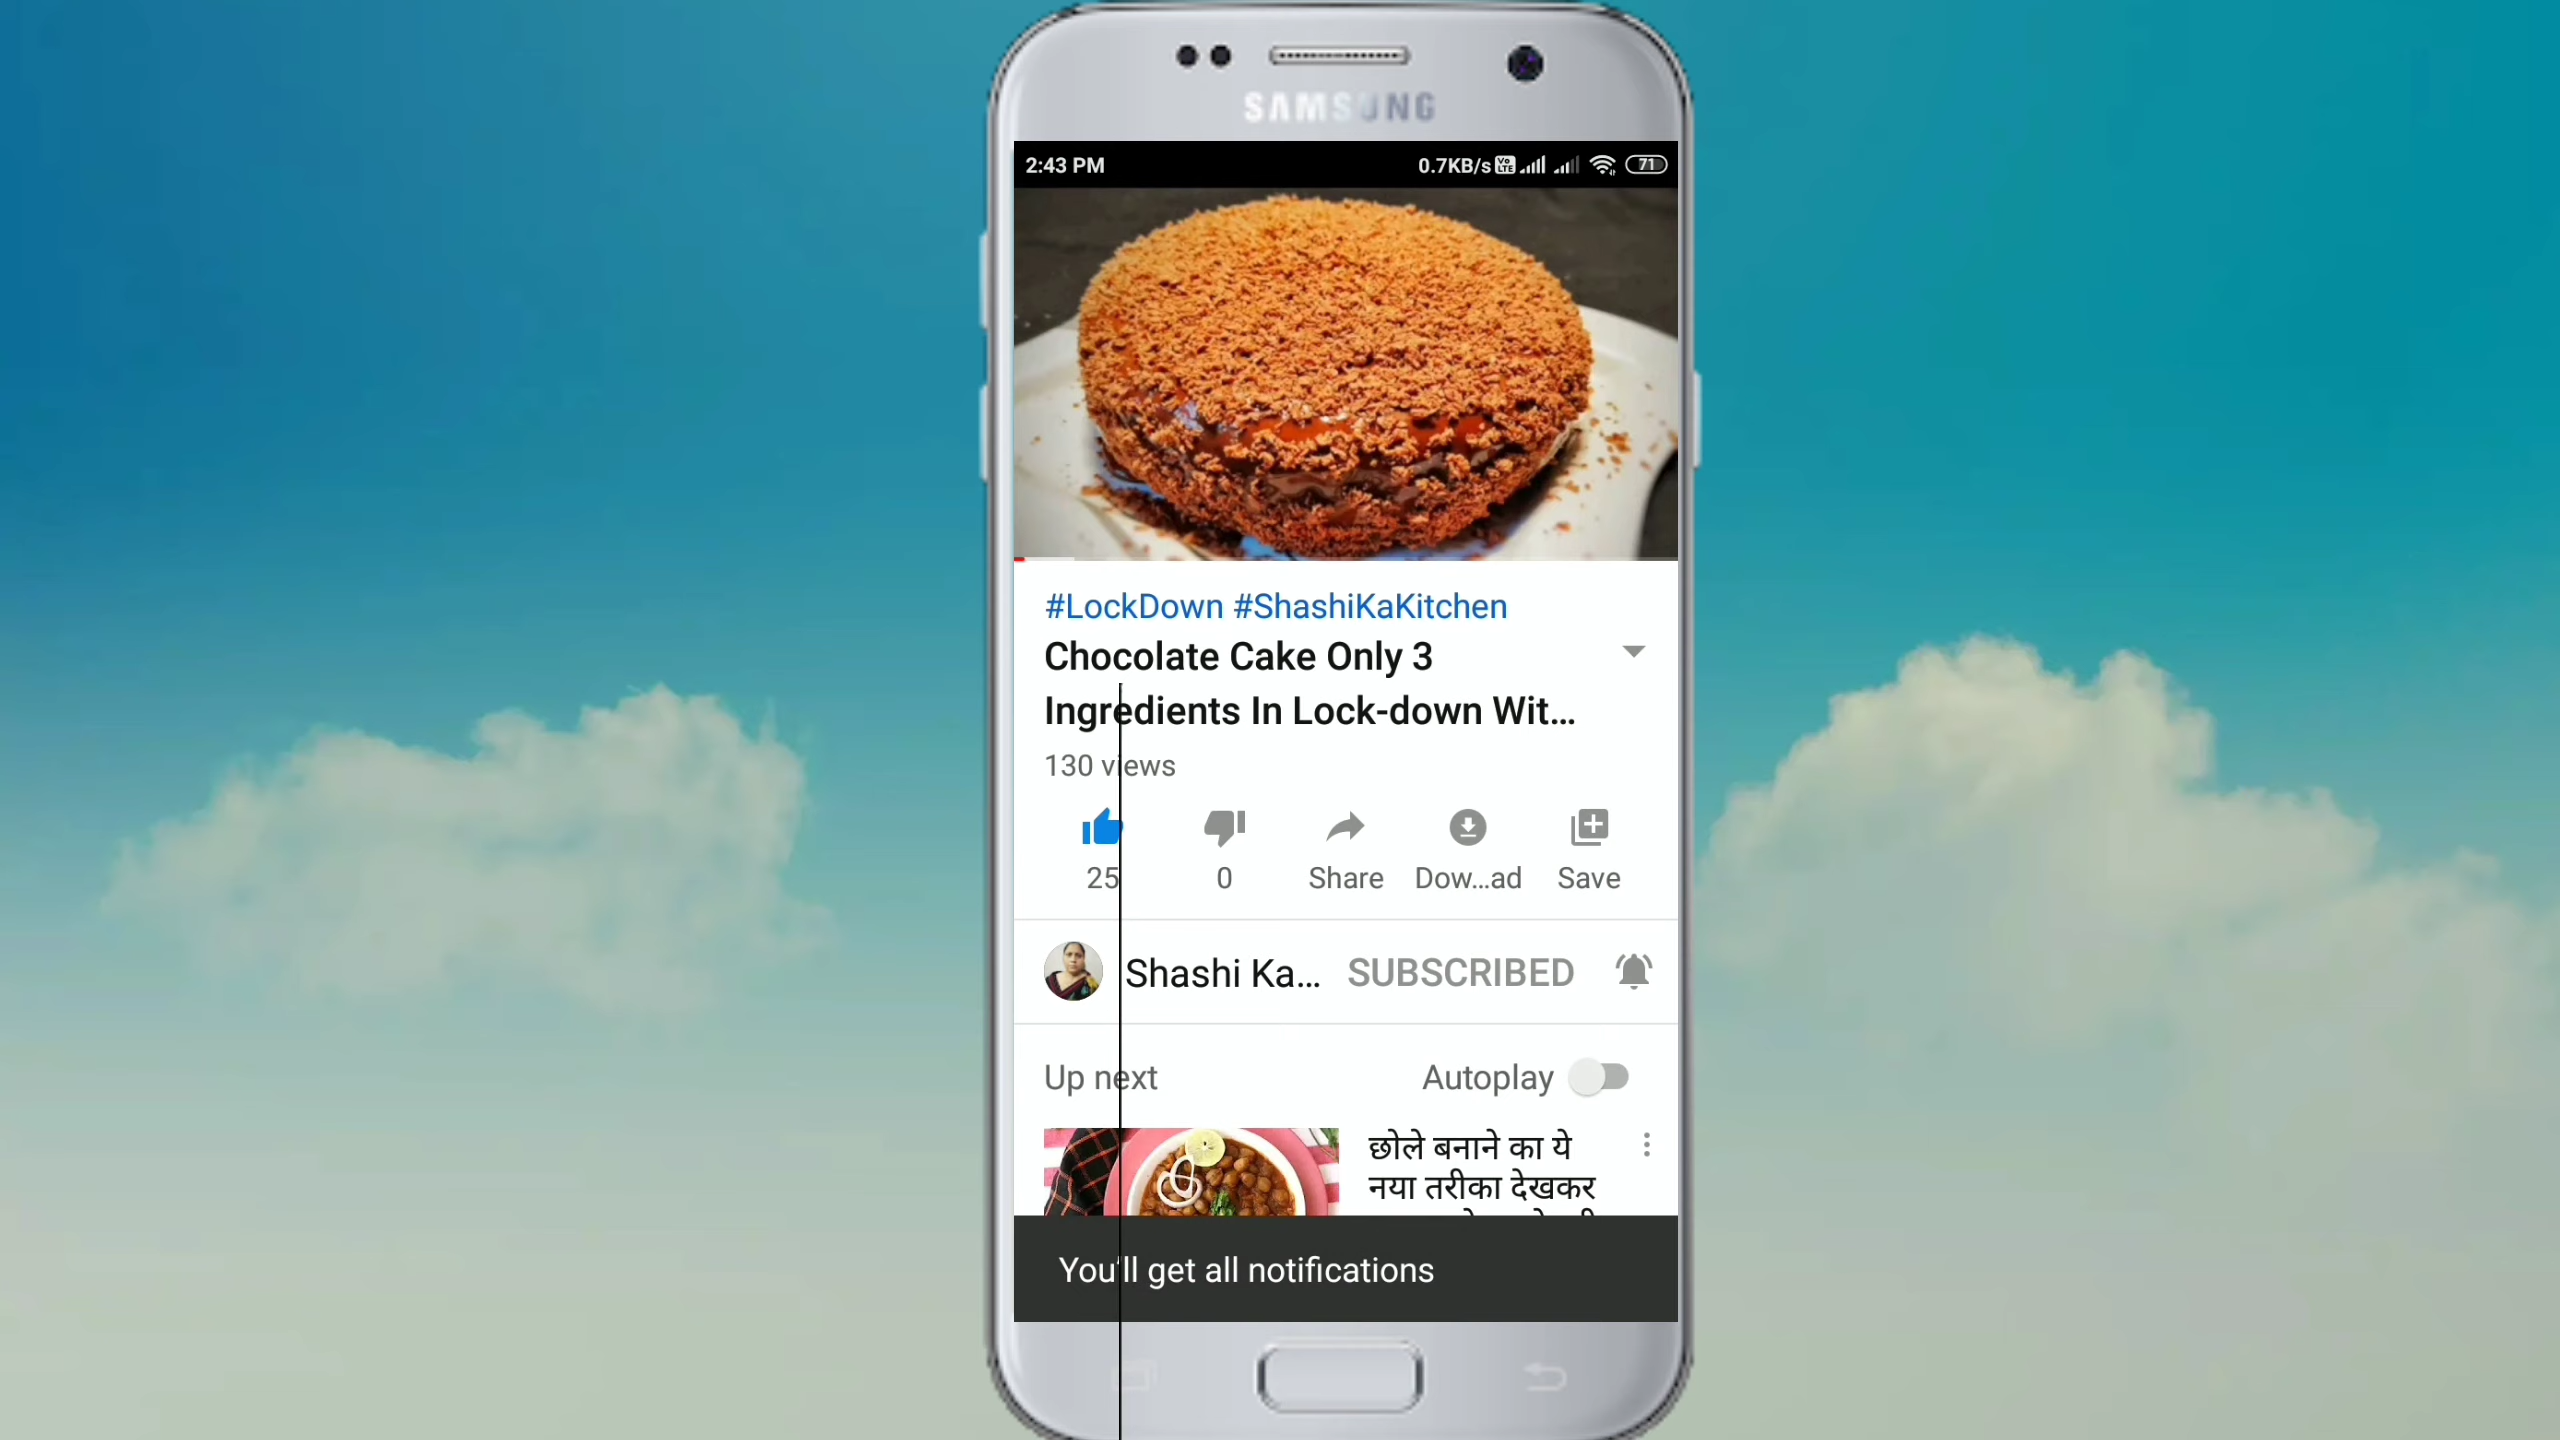 SAMSUNG
2:43 PM 0.7KB/s Vo LTE 71
#LockDown #ShashiKaKitchen
Chocolate Cake Only 3
Ingredients In Lock-down Wit...
130 views
25 0 Share Dow...ad Save
Shashi Ka... SUBSCRIBED
Up next Autoplay
छोले बनाने का ये
नया तरीका देखकर
You'll get all notifications